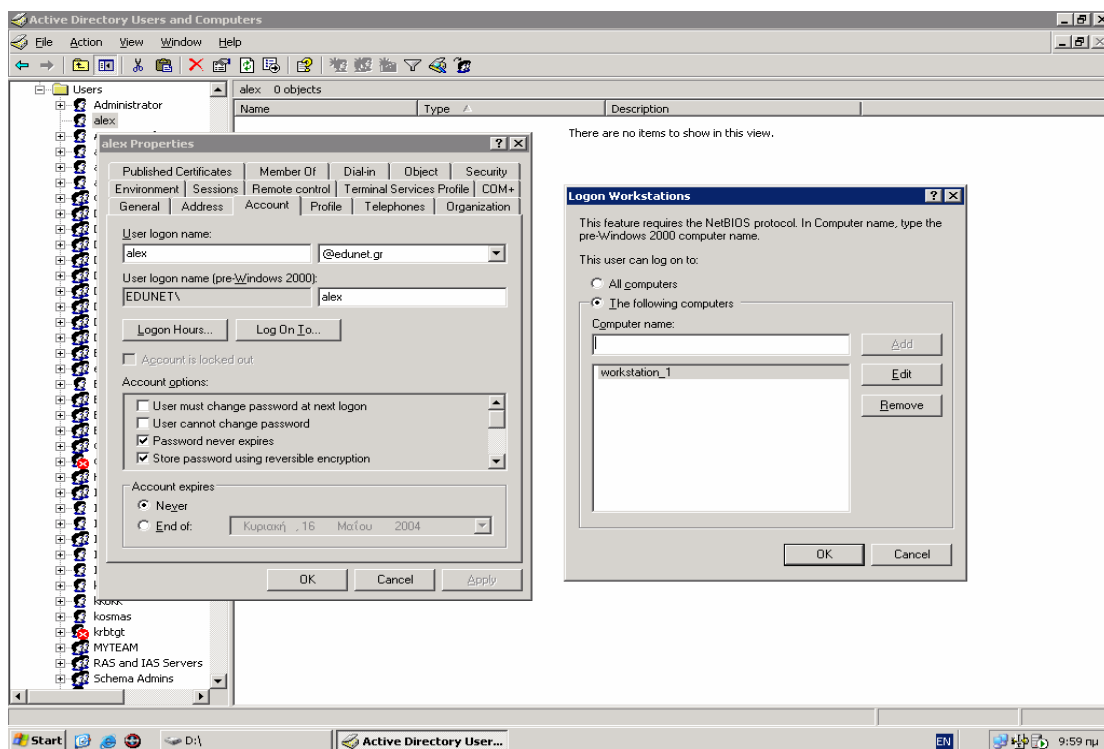 Active Directory Users and Computers
File Action View Window Help
Users
Administrator
alex
kosmas
krbtgt
MYTEAM
RAS and IAS Servers
Schema Admins
alex 0 objects
Name Type Description
There are no items to show in this view.
alex Properties
Published Certificates Member Of Dial-in Object Security
Environment Sessions Remote control Terminal Services Profile COM+
General Address Account Profile Telephones Organization
User logon name:
alex @edunet.gr
User logon name (pre-Windows 2000):
EDUNET\ alex
Logon Hours... Log On To...
Account is locked out
Account options:
User must change password at next logon
User cannot change password
Password never expires
Store password using reversible encryption
Account expires
Never
End of: Κυριακή , 16 Μαΐου 2004
OK Cancel Apply
Logon Workstations
This feature requires the NetBIOS protocol. In Computer name, type the
pre-Windows 2000 computer name.
This user can log on to:
All computers
The following computers
Computer name:
Add
workstation_1
Edit
Remove
OK Cancel
Start D:\ Active Directory User... EN 9:59 πμ